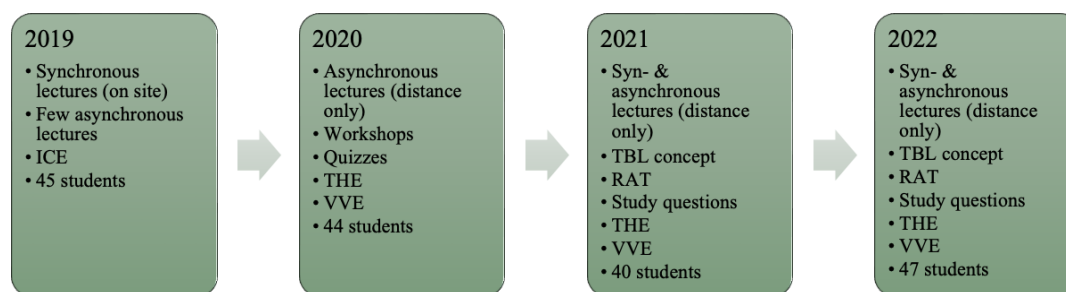 2019
• Synchronous
lectures (on site)
• Few asynchronous
lectures
• ICE
• 45 students
2020
• Asynchronous
lectures (distance
only)
• Workshops
• Quizzes
• THE
• VVE
• 44 students
2021
• Syn- &
asynchronous
lectures (distance
only)
• TBL concept
• RAT
• Study questions
• THE
• VVE
• 40 students
2022
• Syn- &
asynchronous
lectures (distance
only)
• TBL concept
• RAT
• Study questions
• THE
• VVE
• 47 students